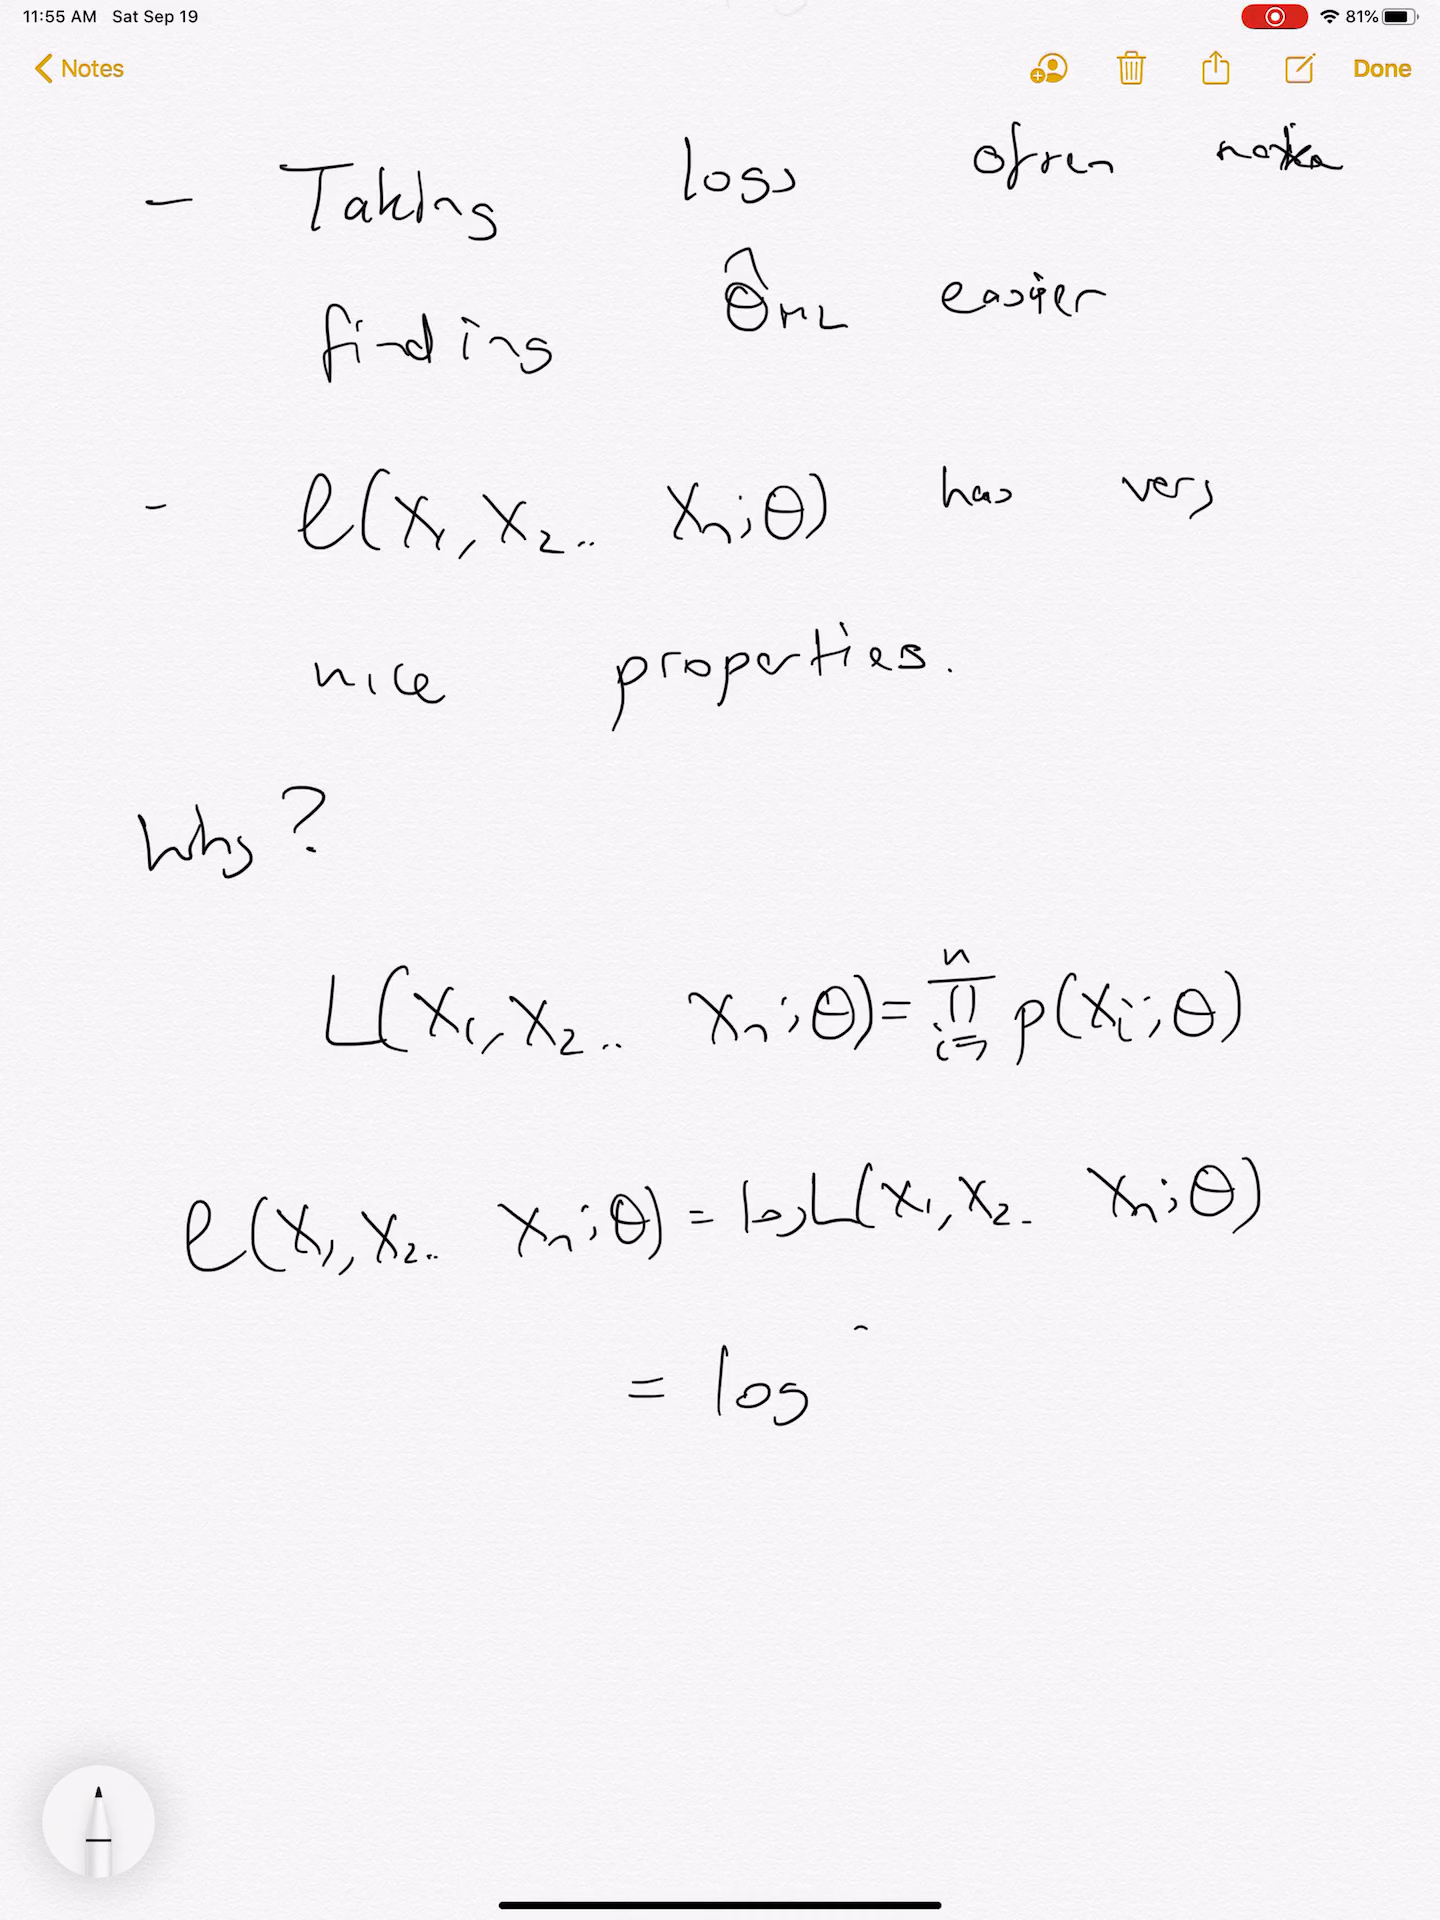 11:55 AM Sat Sep 19 81%
Notes Done
- Taking logs often makes
finding θ̂ML easier
- l(X1, X2.. Xn; θ) has very
nice properties.
Why?
L(X1, X2.. Xn; θ) = ∏ⁿi=1 p(Xi; θ)
l(X1, X2.. Xn; θ) = log L(X1, X2.. Xn; θ)
= log